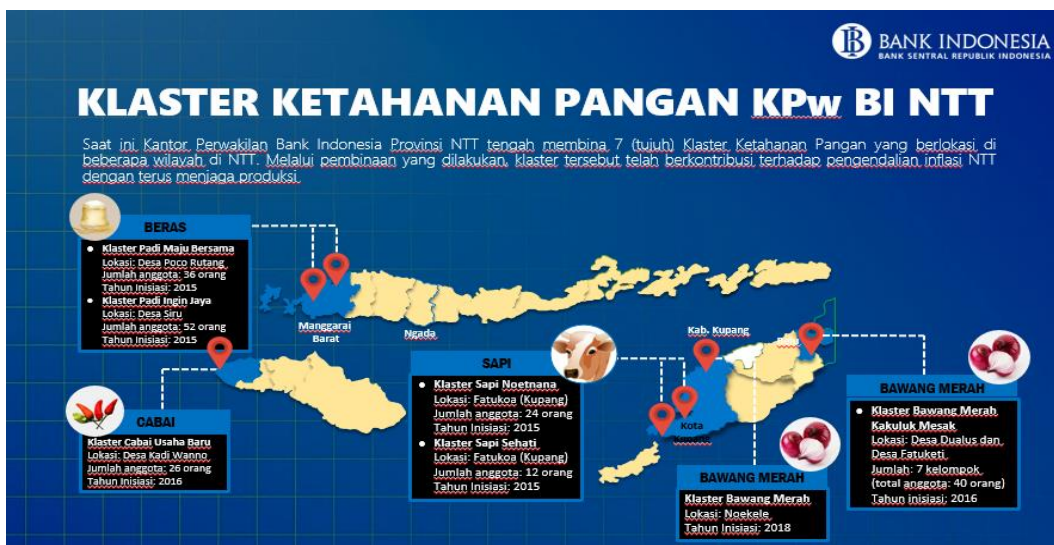 BANK INDONESIA
BANK SENTRAL REPUBLIK INDONESIA
KLASTER KETAHANAN PANGAN KPw BI NTT
Saat ini Kantor Perwakilan Bank Indonesia Provinsi NTT tengah membina 7 (tujuh) Klaster Ketahanan Pangan yang berlokasi di
beberapa wilayah di NTT. Melalui pembinaan yang dilakukan, klaster tersebut telah berkontribusi terhadap pengendalian inflasi NTT
dengan terus menjaga produksi.
BERAS
• Klaster Padi Maju Bersama
Lokasi: Desa Poco Rutang
Jumlah anggota: 36 orang
Tahun Inisiasi: 2015
• Klaster Padi Ingin Jaya
Lokasi: Desa Siru
Jumlah anggota: 52 orang
Tahun Inisiasi: 2015
Manggarai
Barat
Ngada
CABAI
Klaster Cabai Usaha Baru
Lokasi: Desa Kadi Wanno
Jumlah anggota: 26 orang
Tahun Inisiasi: 2016
SAPI
• Klaster Sapi Noetnana
Lokasi: Fatukoa (Kupang)
Jumlah anggota: 24 orang
Tahun Inisiasi: 2015
• Klaster Sapi Sehati
Lokasi: Fatukoa (Kupang)
Jumlah anggota: 12 orang
Tahun Inisiasi: 2015
Kab. Kupang
Kota
BAWANG MERAH
Klaster Bawang Merah
Lokasi: Noekele
Tahun Inisiasi: 2018
BAWANG MERAH
• Klaster Bawang Merah
Kakuluk Mesak
Lokasi: Desa Dualus dan
Desa Fatuketi
Jumlah: 7 kelompok
(total anggota: 40 orang)
Tahun inisiasi: 2016